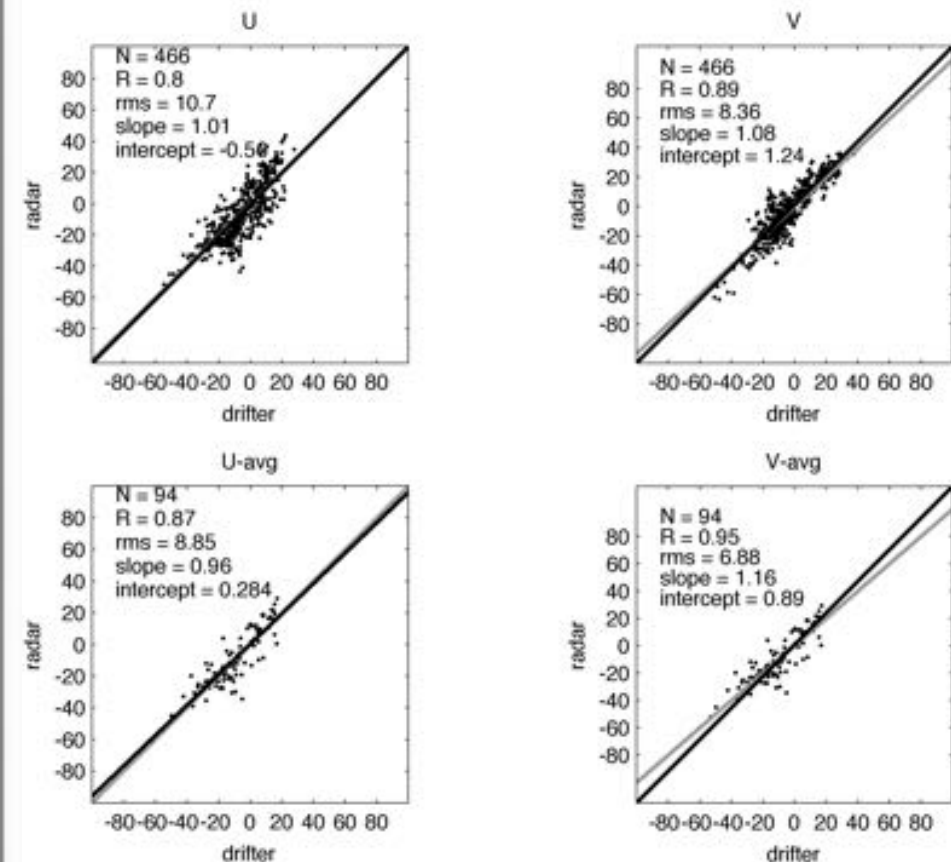 U
N = 466
R = 0.8
rms = 10.7
slope = 1.01
intercept = -0.50
80
60
40
20
0
-20
-40
-60
-80
radar
-80-60-40-20 0 20 40 60 80
drifter
V
N = 466
R = 0.89
rms = 8.36
slope = 1.08
intercept = 1.24
80
60
40
20
0
-20
-40
-60
-80
radar
-80-60-40-20 0 20 40 60 80
drifter
U-avg
N = 94
R = 0.87
rms = 8.85
slope = 0.96
intercept = 0.284
80
60
40
20
0
-20
-40
-60
-80
radar
-80-60-40-20 0 20 40 60 80
drifter
V-avg
N = 94
R = 0.95
rms = 6.88
slope = 1.16
intercept = 0.89
80
60
40
20
0
-20
-40
-60
-80
radar
-80-60-40-20 0 20 40 60 80
drifter